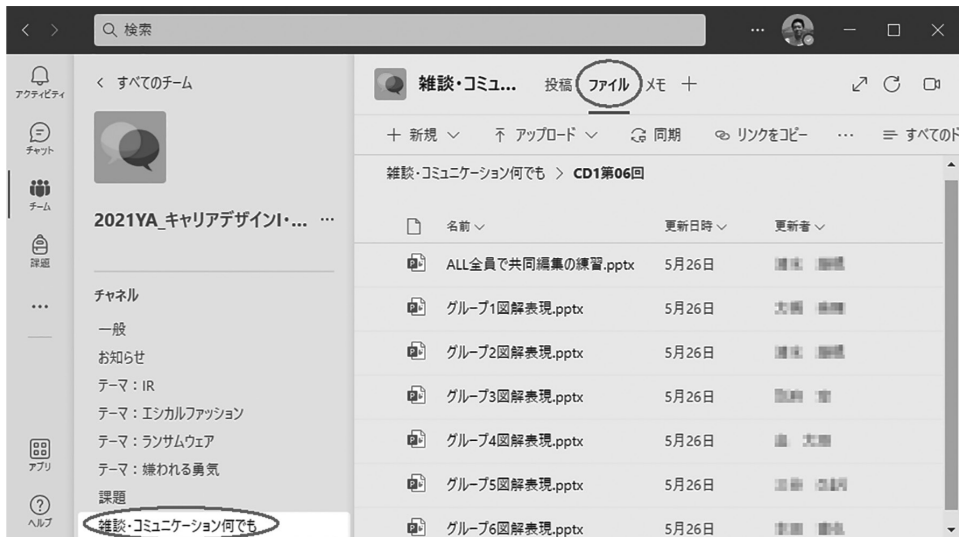 検索
アクティビティ
チャット
チーム
課題
アプリ
ヘルプ
すべてのチーム
2021YA_キャリアデザインI・...
チャネル
一般
お知らせ
テーマ：IR
テーマ：エシカルファッション
テーマ：ランサムウェア
テーマ：嫌われる勇気
課題
雑談・コミュニケーション何でも
雑談・コミュ... 投稿 ファイル メモ
新規 アップロード 同期 リンクをコピー ... すべてのド
雑談・コミュニケーション何でも > CD1第06回
名前 更新日時 更新者
ALL全員で共同編集の練習.pptx 5月26日
グループ1図解表現.pptx 5月26日
グループ2図解表現.pptx 5月26日
グループ3図解表現.pptx 5月26日
グループ4図解表現.pptx 5月26日
グループ5図解表現.pptx 5月26日
グループ6図解表現.pptx 5月26日